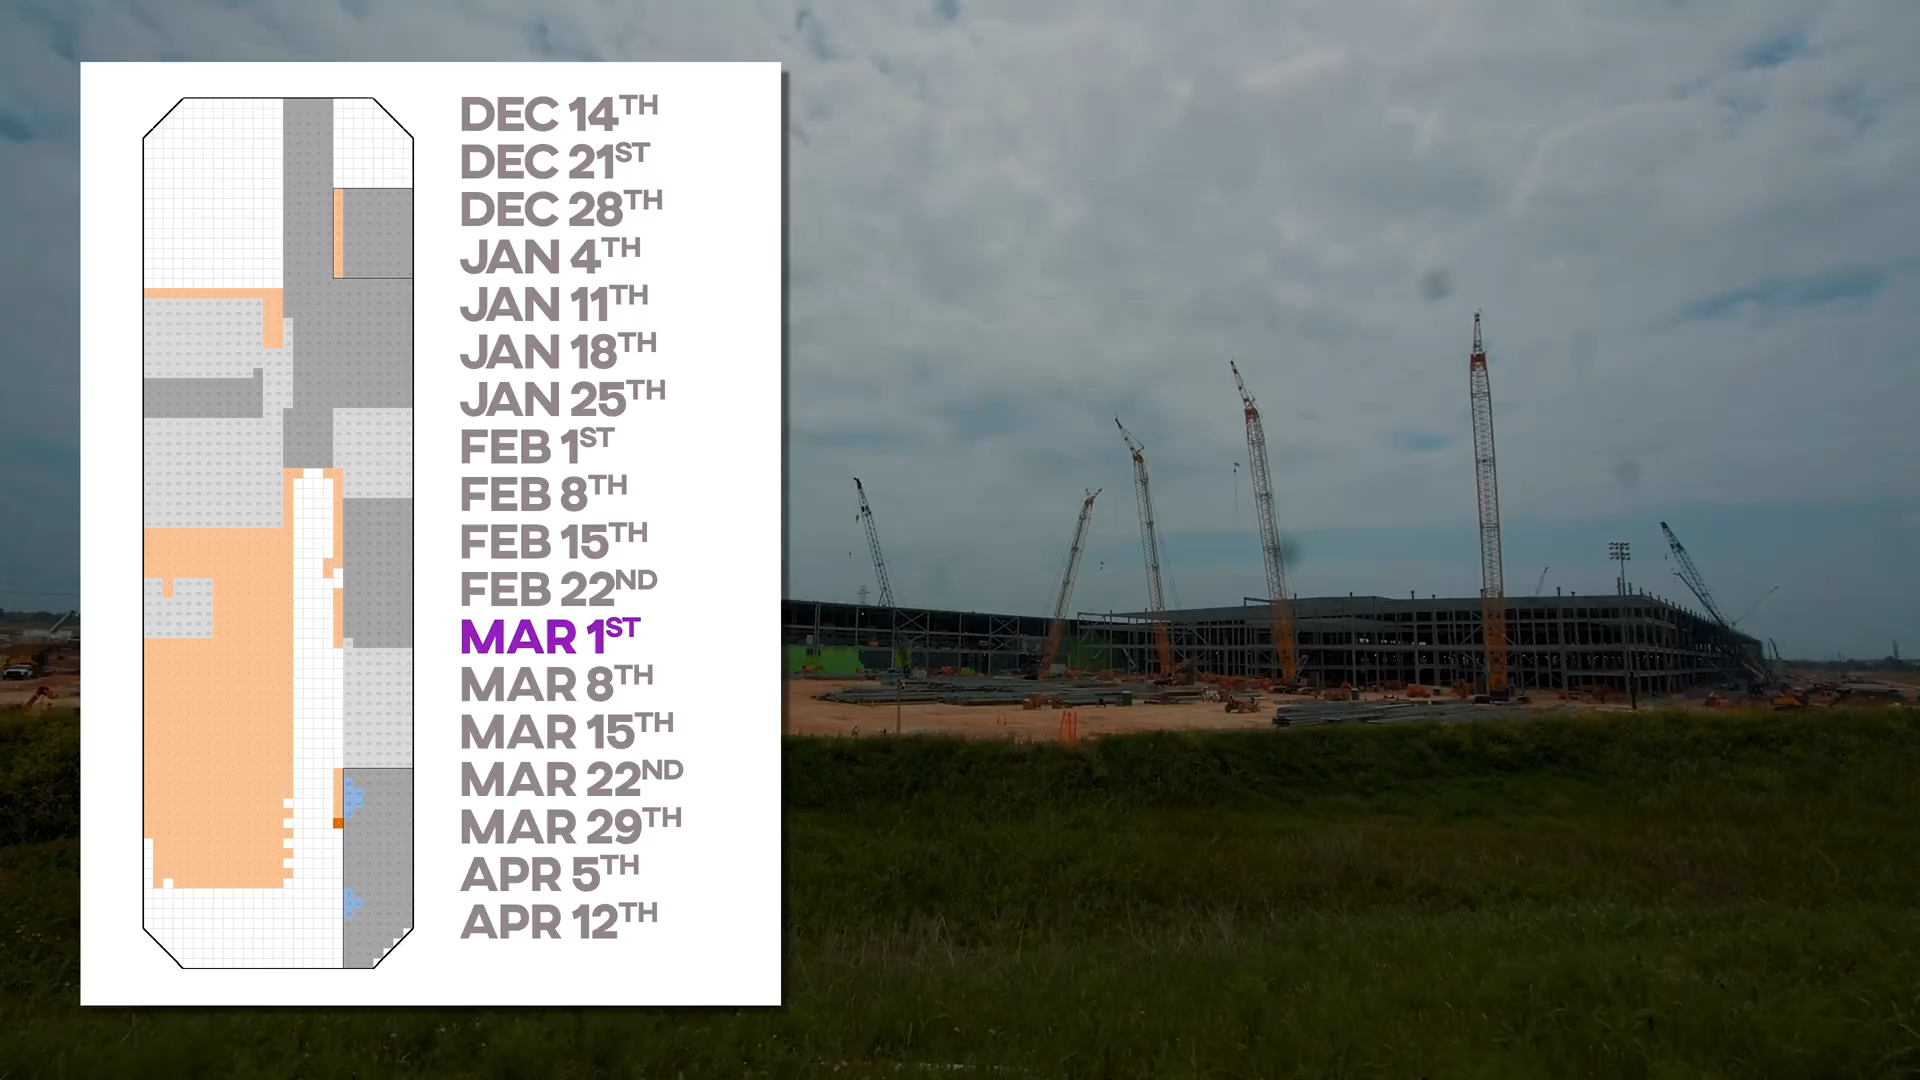 DEC 14TH
DEC 21ST
DEC 28TH
JAN 4TH
JAN 11TH
JAN 18TH
JAN 25TH
FEB 1ST
FEB 8TH
FEB 15TH
FEB 22ND
MAR 1ST
MAR 8TH
MAR 15TH
MAR 22ND
MAR 29TH
APR 5TH
APR 12TH